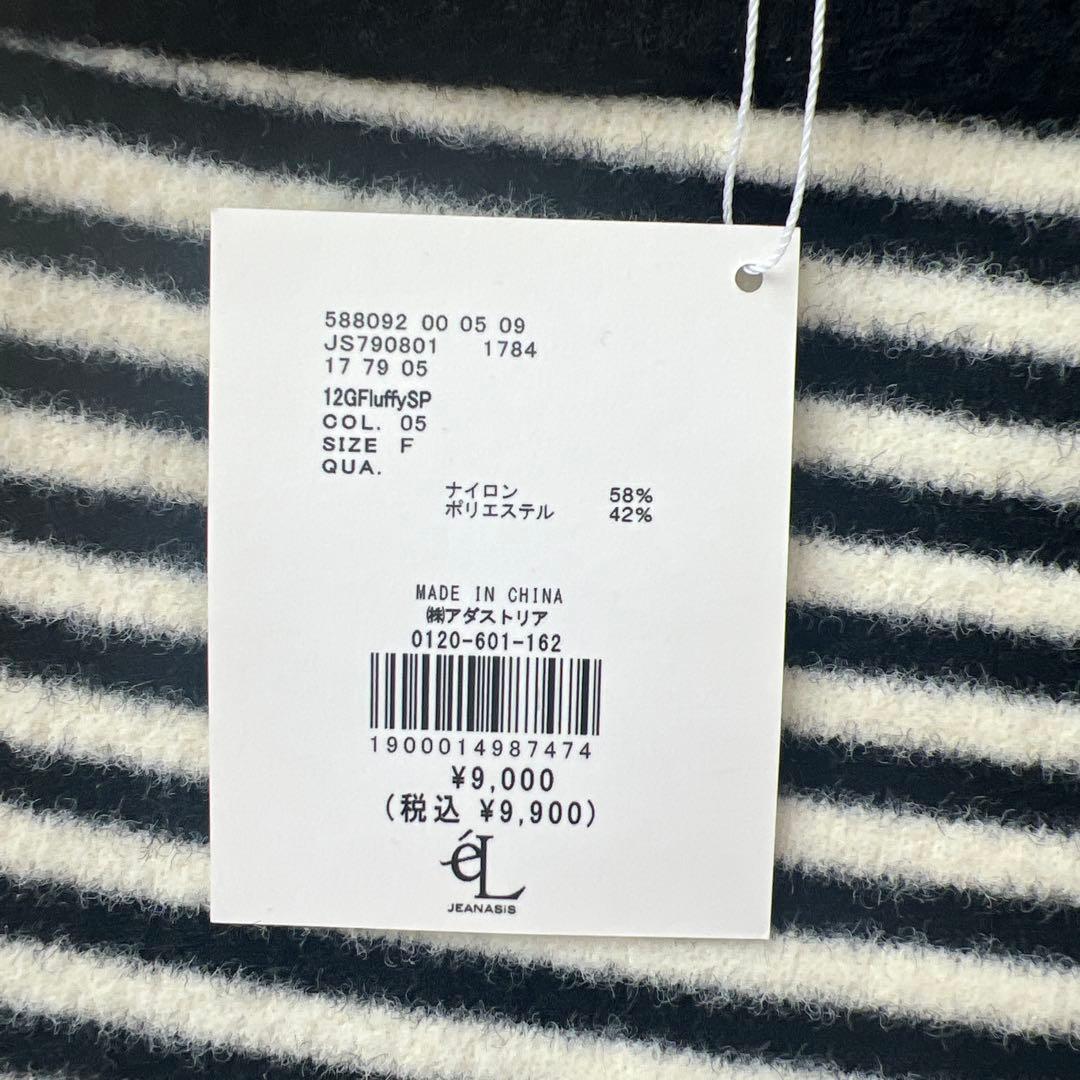 588092 00 05 09
JS790801 1784
17 79 05
12GFluffySP
COL. 05
SIZE F
QUA.
ナイロン 58%
ポリエステル 42%
MADE IN CHINA
㈱アダストリア
0120-601-162
1900014987474
¥9,000
(税込 ¥9,900)
éL
JEANASiS